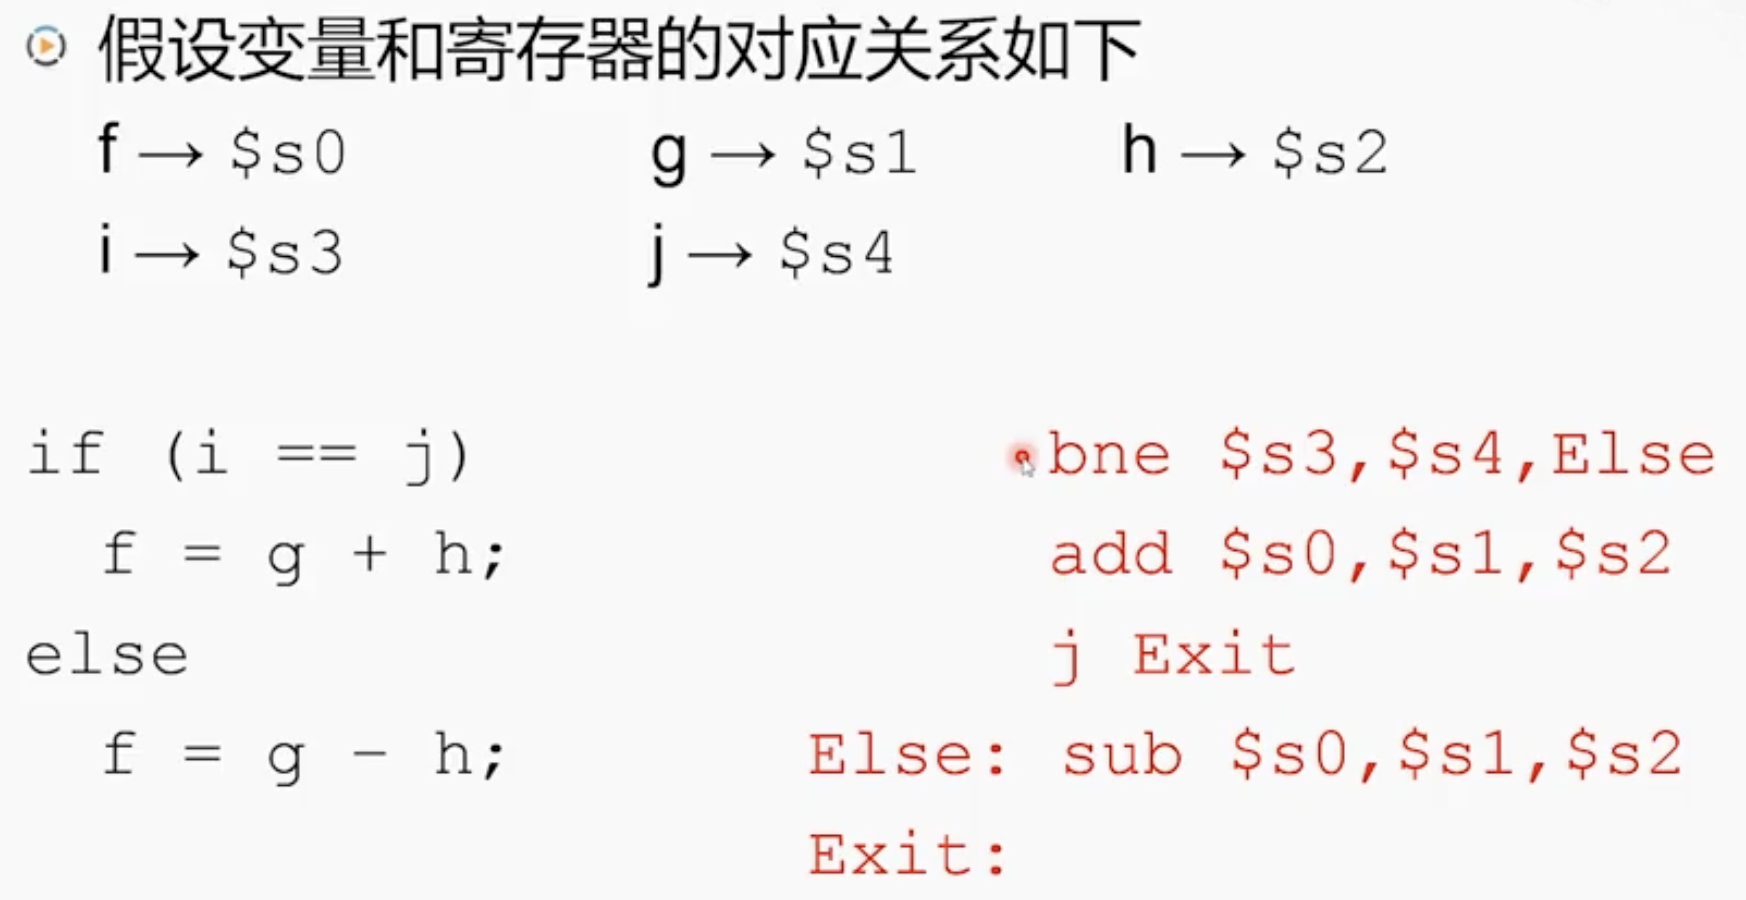 假设变量和寄存器的对应关系如下
f → $s0 g → $s1 h → $s2
i → $s3 j → $s4
if (i == j)
f = g + h;
else
f = g - h;
bne $s3,$s4,Else
add $s0,$s1,$s2
j Exit
Else: sub $s0,$s1,$s2
Exit: